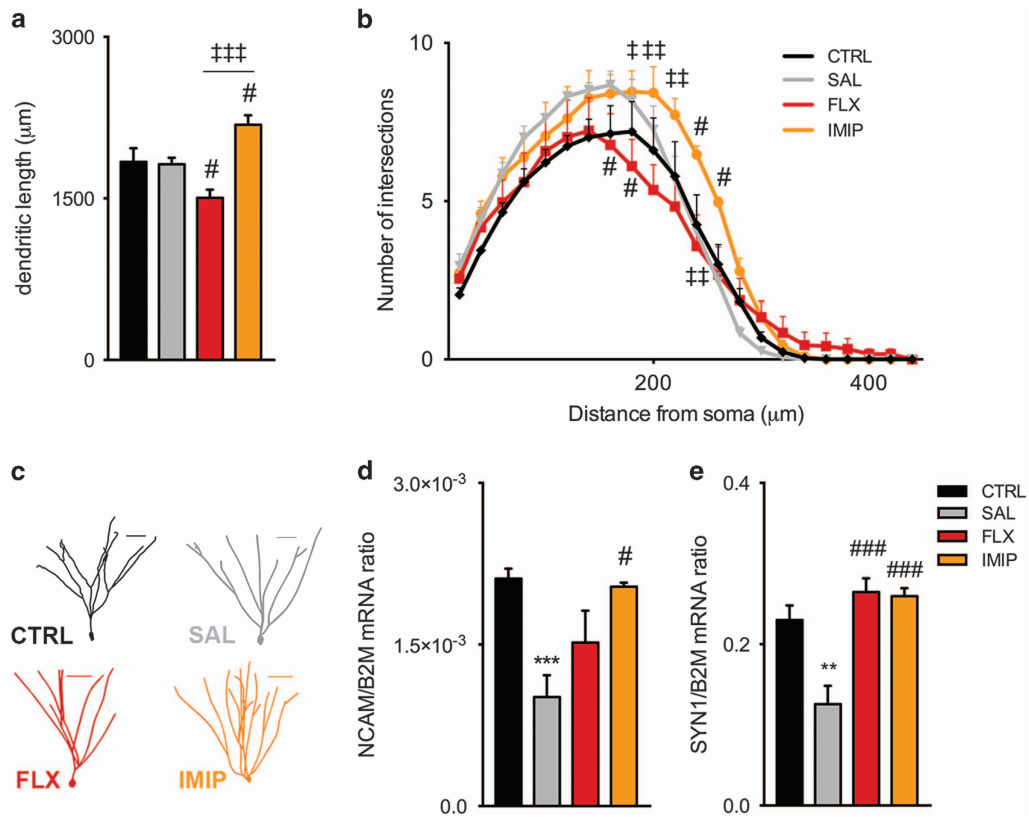 a
3000
1500
0
dendritic length (μm)
‡‡‡
#
#
b
10
5
0
Number of intersections
200
400
Distance from soma (μm)
‡ ‡‡
‡‡
#
#
#
#
‡‡
CTRL
SAL
FLX
IMIP
c
CTRL
SAL
FLX
IMIP
d
3.0×10⁻³
1.5×10⁻³
0.0
NCAM/B2M mRNA ratio
***
#
e
0.4
0.2
0.0
SYN1/B2M mRNA ratio
**
###
###
CTRL
SAL
FLX
IMIP